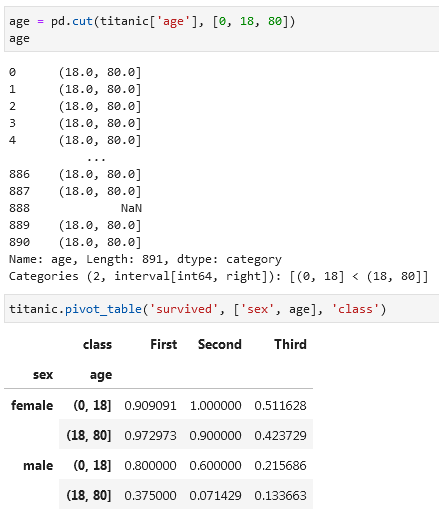 age = pd.cut(titanic['age'], [0, 18, 80])
age
0 (18.0, 80.0]
1 (18.0, 80.0]
2 (18.0, 80.0]
3 (18.0, 80.0]
4 (18.0, 80.0]
...
886 (18.0, 80.0]
887 (18.0, 80.0]
888 NaN
889 (18.0, 80.0]
890 (18.0, 80.0]
Name: age, Length: 891, dtype: category
Categories (2, interval[int64, right]): [(0, 18] < (18, 80]]
titanic.pivot_table('survived', ['sex', age], 'class')
class First Second Third
sex age
female (0, 18] 0.909091 1.000000 0.511628
(18, 80] 0.972973 0.900000 0.423729
male (0, 18] 0.800000 0.600000 0.215686
(18, 80] 0.375000 0.071429 0.133663